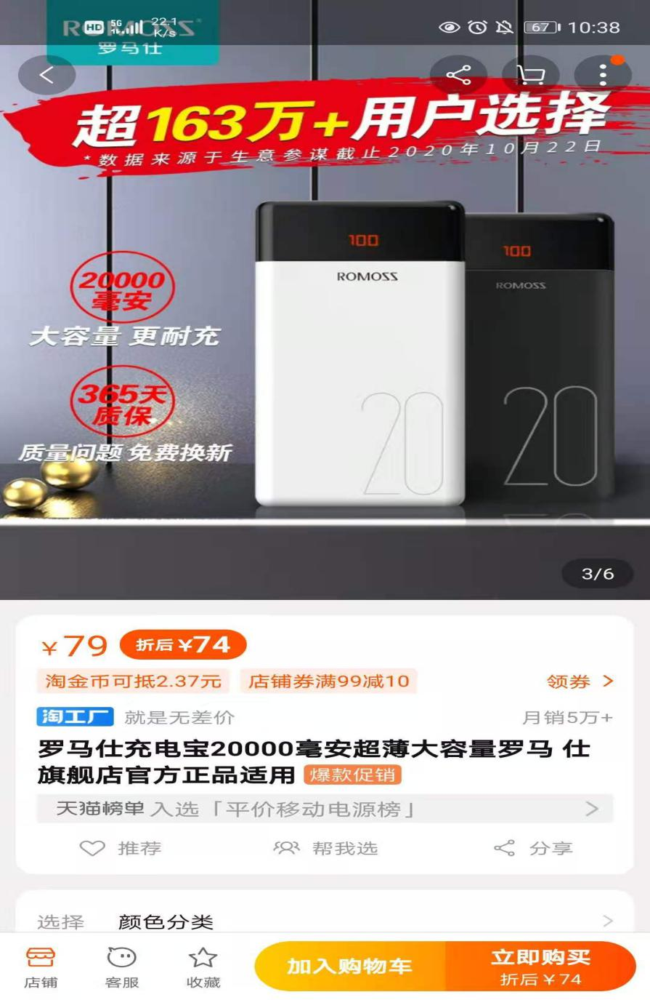 ROMOSS
HD 5G 22.1 K/s 67 10:38
罗马仕
超163万+用户选择
*数据来源于生意参谋截止2020年10月22日
20000
毫安
大容量 更耐充
365天
质保
质量问题 免费换新
100
ROMOSS
20
100
ROMOSS
20
3/6
¥79 折后¥74
淘金币可抵2.37元 店铺券满99减10 领券 >
淘工厂 就是无差价 月销5万+
罗马仕充电宝20000毫安超薄大容量罗马 仕
旗舰店官方正品适用 爆款促销
天猫榜单 入选「平价移动电源榜」 >
推荐 帮我选 分享
选择 颜色分类 >
店铺 客服 收藏 加入购物车 立即购买
折后¥74